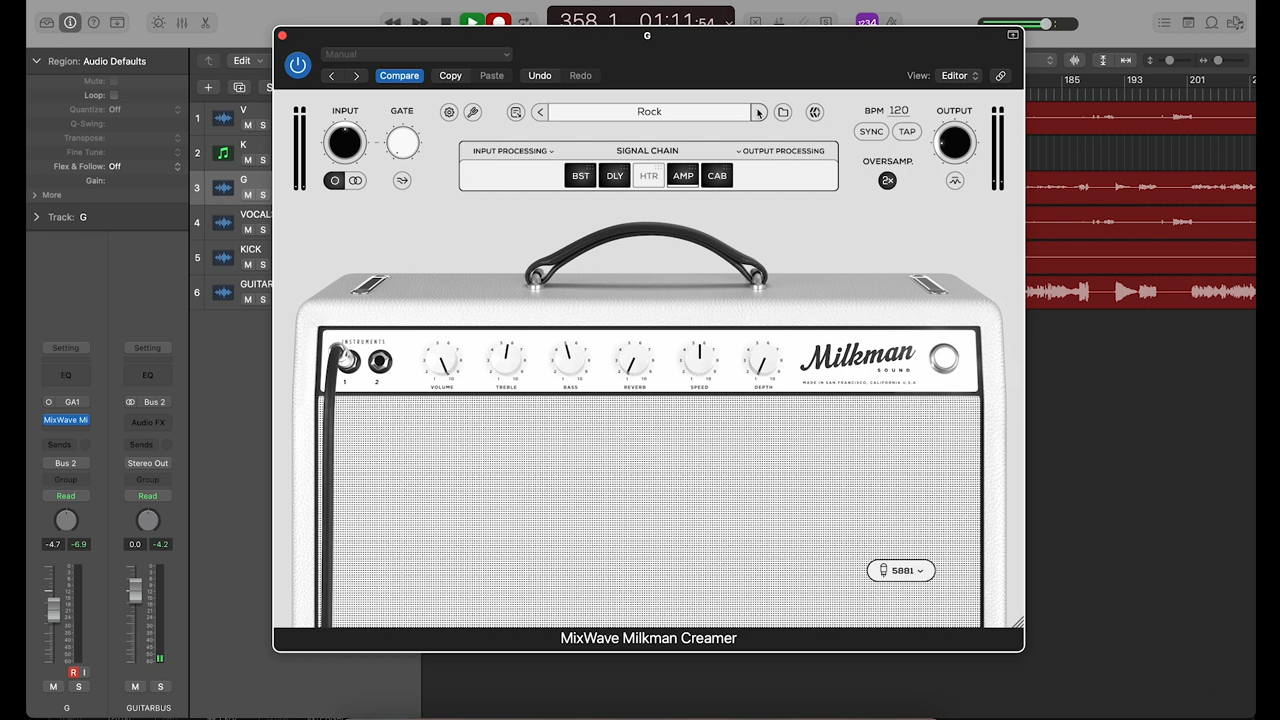 358 1 01:11:54
1234
G
Manual
Compare Copy Paste Undo Redo View: Editor
Region: Audio Defaults
Mute:
Loop:
Quantize: Off
Q-Swing:
Transpose:
Fine Tune:
Flex & Follow: Off
Gain:
More
Track: G
Edit
1 V
M S
2 K
M S
3 G
M S
4 VOCALS
M S
5 KICK
M S
6 GUITAR
M S
185 193 201
INPUT GATE
Rock
BPM 120
SYNC TAP
OVERSAMP.
2x
OUTPUT
INPUT PROCESSING SIGNAL CHAIN OUTPUT PROCESSING
BST DLY HTR AMP CAB
INSTRUMENTS
1 2
VOLUME TREBLE BASS REVERB SPEED DEPTH
Milkman
SOUND
MADE IN SAN FRANCISCO, CALIFORNIA U.S.A
5881
MixWave Milkman Creamer
Setting Setting
EQ EQ
GA1 Bus 2
MixWave Mi Audio FX
Sends Sends
Bus 2 Stereo Out
Group Group
Read Read
-4.7 -6.9 0.0 -4.2
R I
M S M S
G GUITARBUS